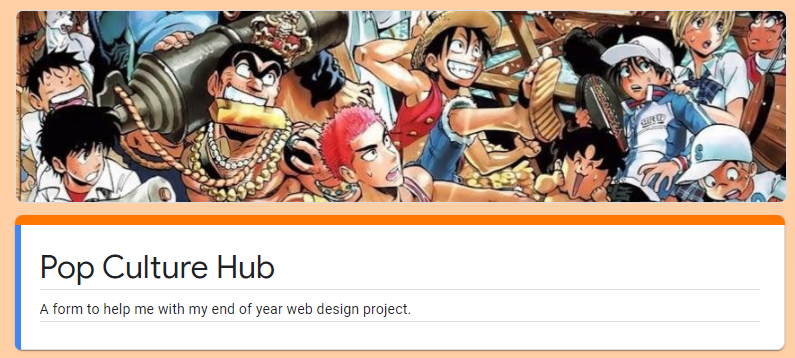 Pop Culture Hub
A form to help me with my end of year web design project.